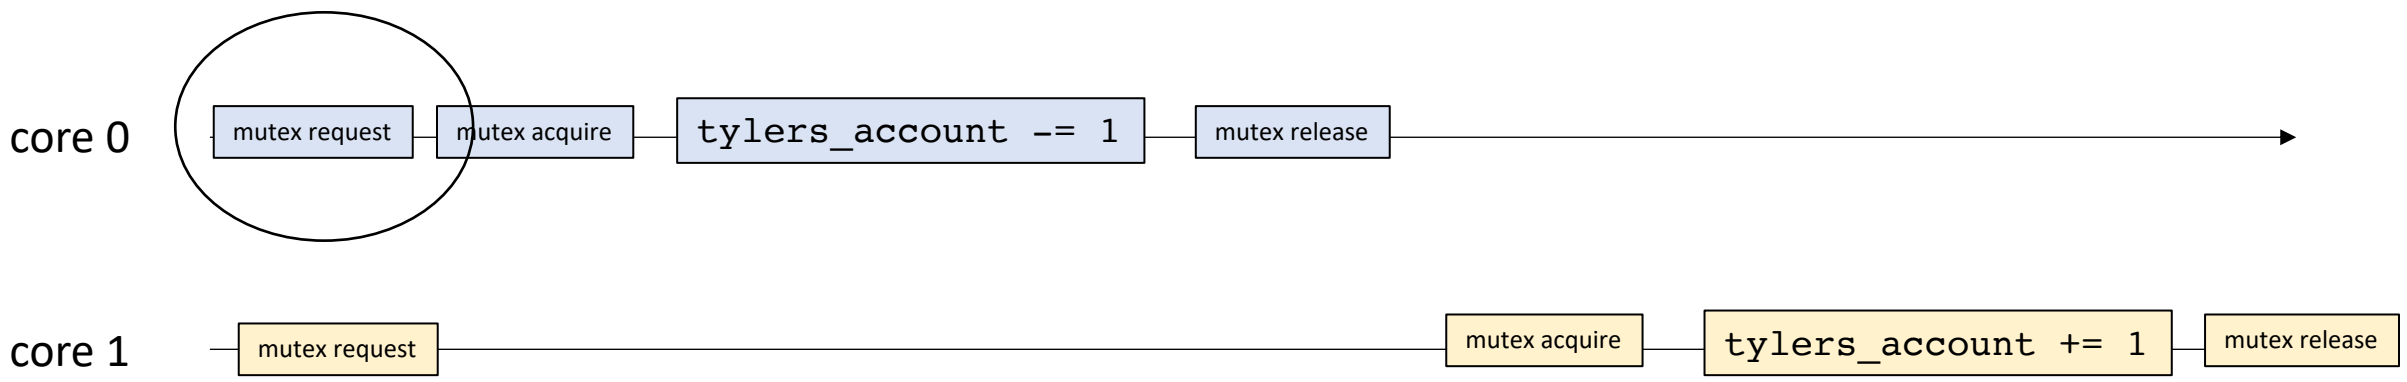 core 0 mutex request mutex acquire tylers_account -= 1 mutex release
core 1 mutex request mutex acquire tylers_account += 1 mutex release